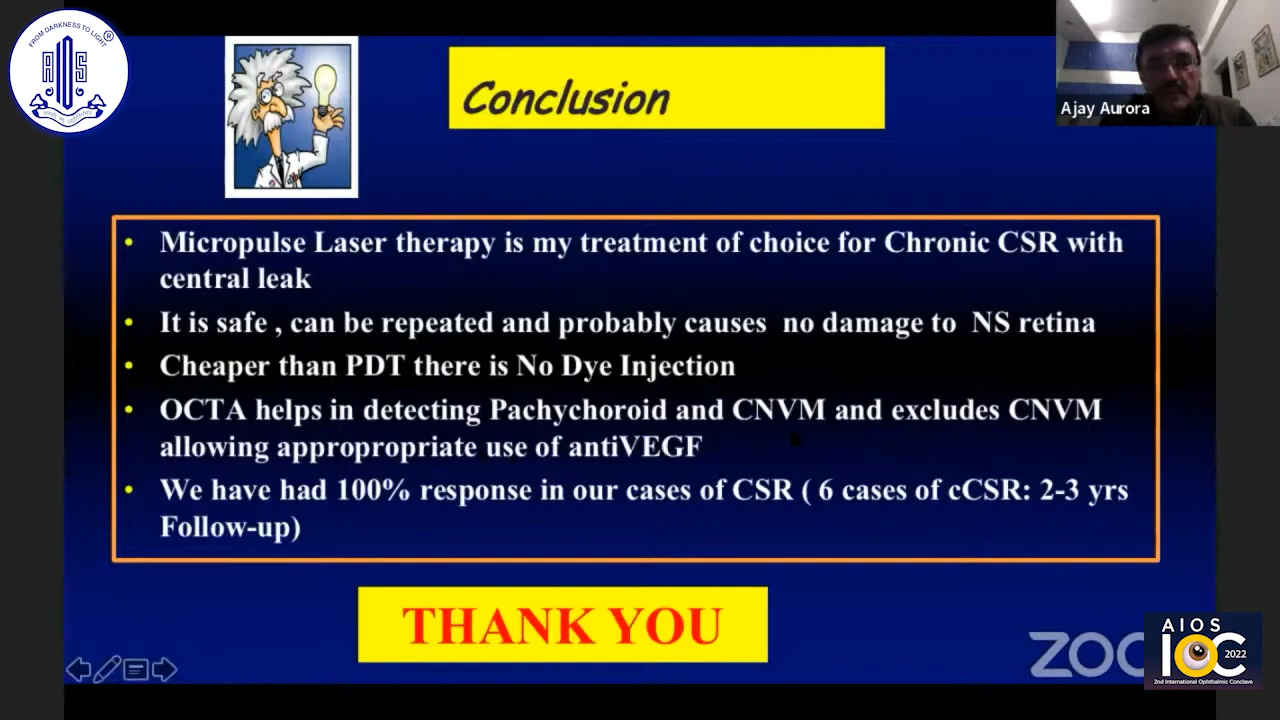 FROM DARKNESS TO LIGHT
AIOS
®
Conclusion
Ajay Aurora
• Micropulse Laser therapy is my treatment of choice for Chronic CSR with
central leak
• It is safe , can be repeated and probably causes no damage to NS retina
• Cheaper than PDT there is No Dye Injection
• OCTA helps in detecting Pachychoroid and CNVM and excludes CNVM
allowing appropropriate use of antiVEGF
• We have had 100% response in our cases of CSR ( 6 cases of cCSR: 2-3 yrs
Follow-up)
THANK YOU
AIOS
IOC
2022
2nd International Ophthalmic Conclave